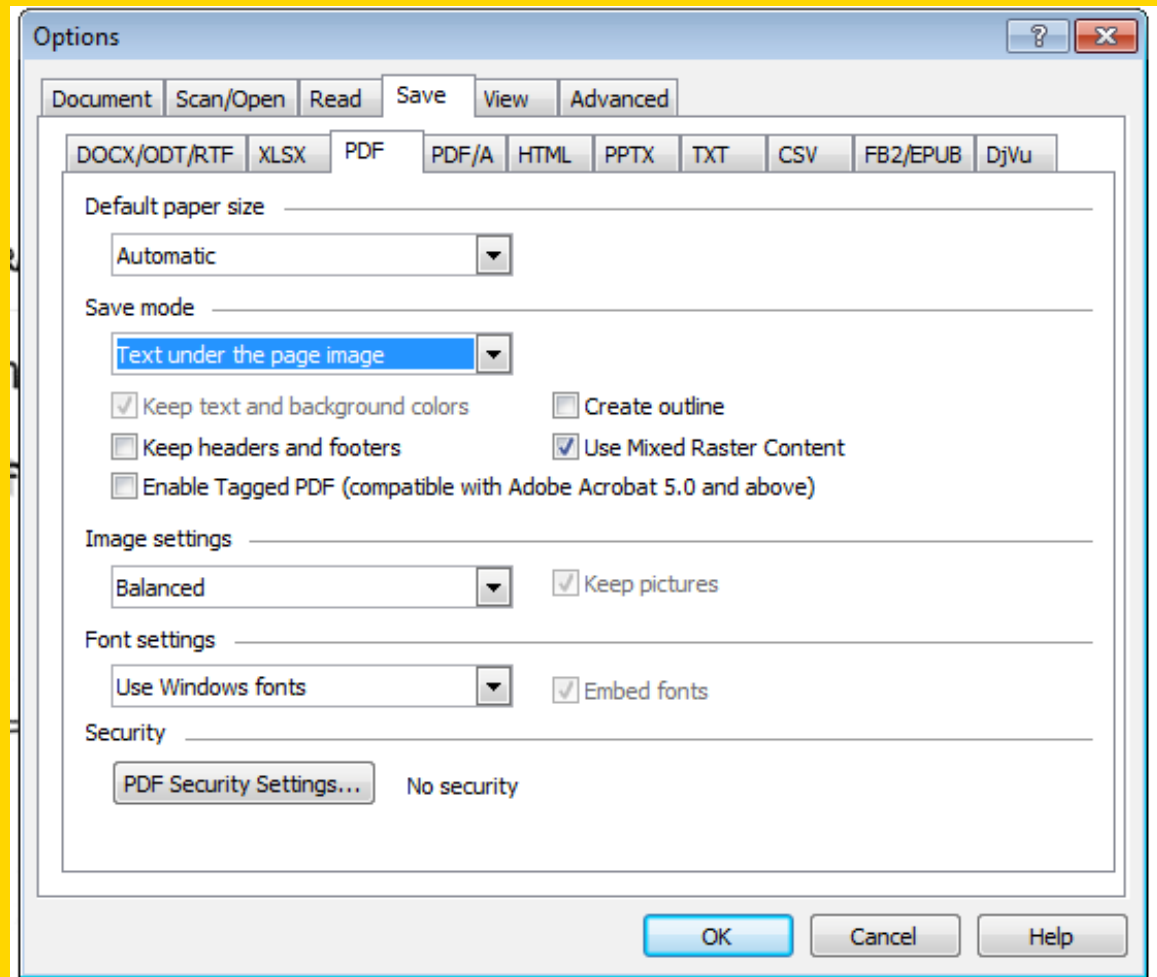 Options
Document Scan/Open Read Save View Advanced
DOCX/ODT/RTF XLSX PDF PDF/A HTML PPTX TXT CSV FB2/EPUB DjVu
Default paper size
Automatic
Save mode
Text under the page image
Keep text and background colors Create outline
Keep headers and footers Use Mixed Raster Content
Enable Tagged PDF (compatible with Adobe Acrobat 5.0 and above)
Image settings
Balanced Keep pictures
Font settings
Use Windows fonts Embed fonts
Security
PDF Security Settings... No security
OK Cancel Help